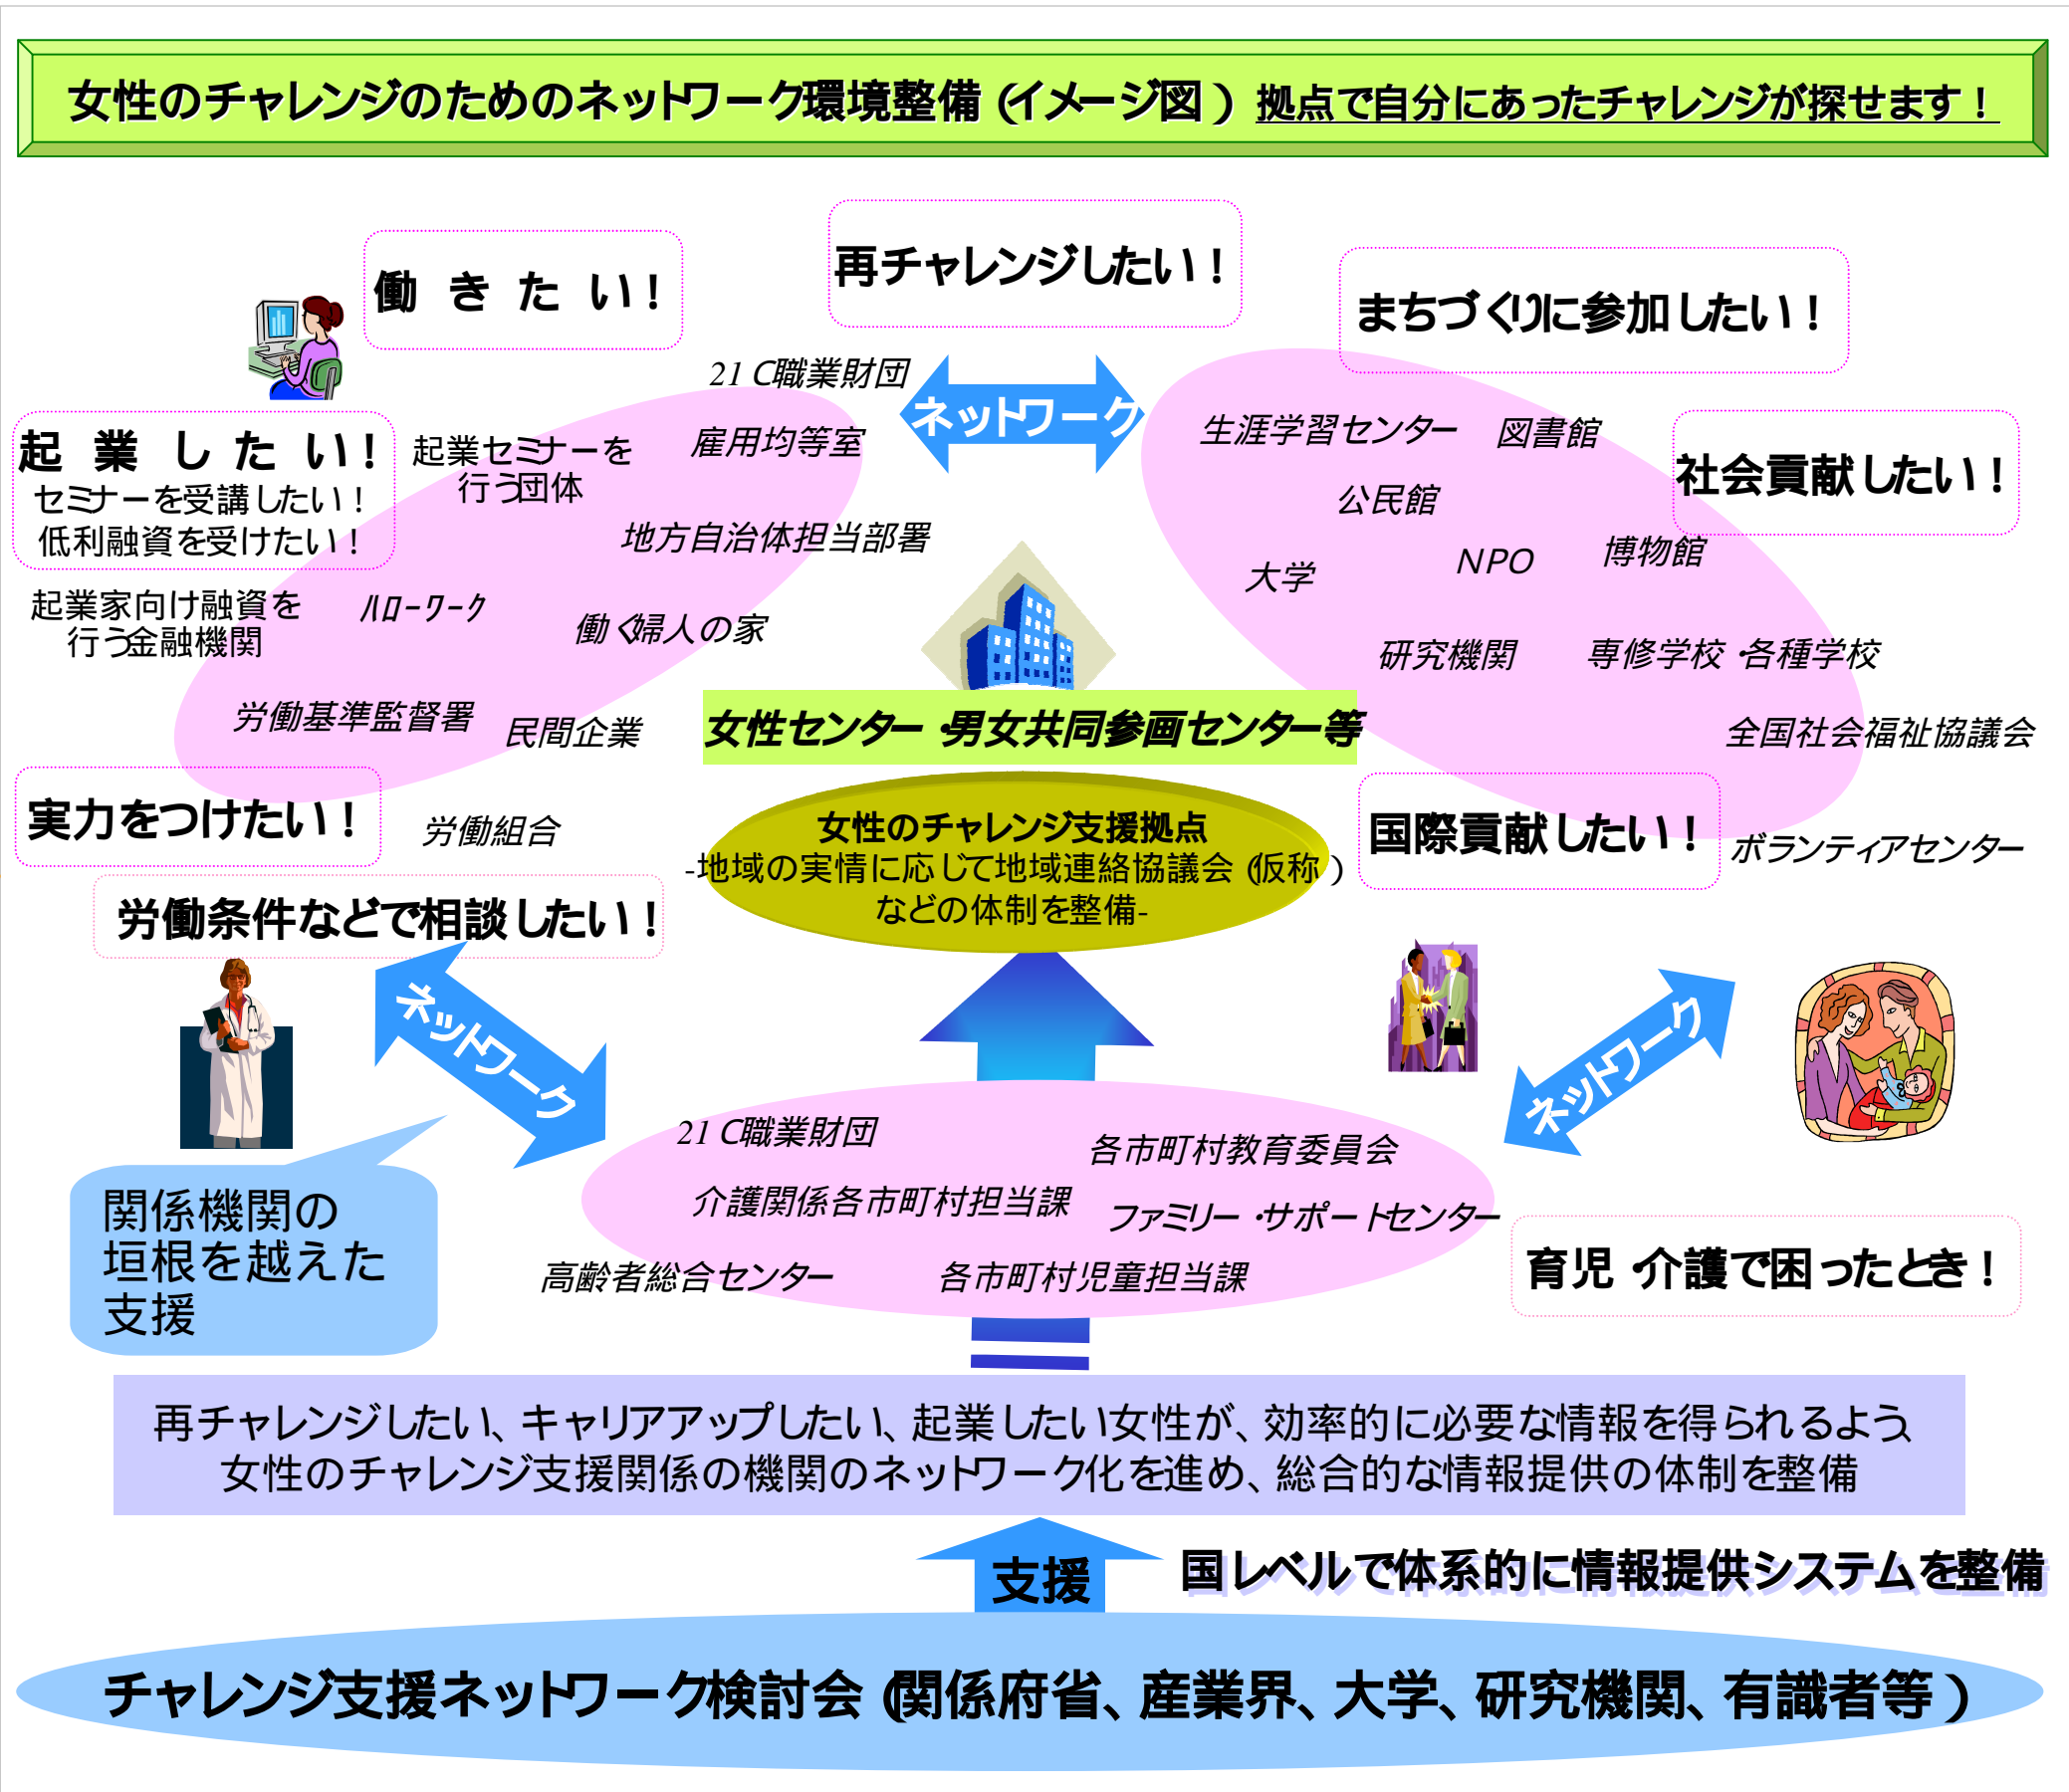 女性のチャレンジのためのネットワーク環境整備(イメージ図) 拠点で自分にあったチャレンジが探せます!
再チャレンジしたい!
働きたい!
まちづくりに参加したい!
21C職業財団
ネットワーク
起業したい!
セミナーを受講したい!
低利融資を受けたい!
起業セミナーを
行う団体
雇用均等室
生涯学習センター
図書館
社会貢献したい!
公民館
地方自治体担当部署
大学
NPO
博物館
起業家向け融資を
行う金融機関
ハローワーク
働く婦人の家
研究機関
専修学校・各種学校
労働基準監督署
民間企業
女性センター・男女共同参画センター等
全国社会福祉協議会
実力をつけたい!
労働組合
女性のチャレンジ支援拠点
-地域の実情に応じて地域連絡協議会(仮称)
などの体制を整備-
国際貢献したい!
ボランティアセンター
労働条件などで相談したい!
ネットワーク
ネットワーク
21C職業財団
各市町村教育委員会
介護関係各市町村担当課
ファミリー・サポートセンター
高齢者総合センター
各市町村児童担当課
関係機関の
垣根を越えた
支援
育児・介護で困ったとき!
再チャレンジしたい、キャリアアップしたい、起業したい女性が、効率的に必要な情報を得られるよう、
女性のチャレンジ支援関係の機関のネットワーク化を進め、総合的な情報提供の体制を整備
支援
国レベルで体系的に情報提供システムを整備
チャレンジ支援ネットワーク検討会(関係府省、産業界、大学、研究機関、有識者等)